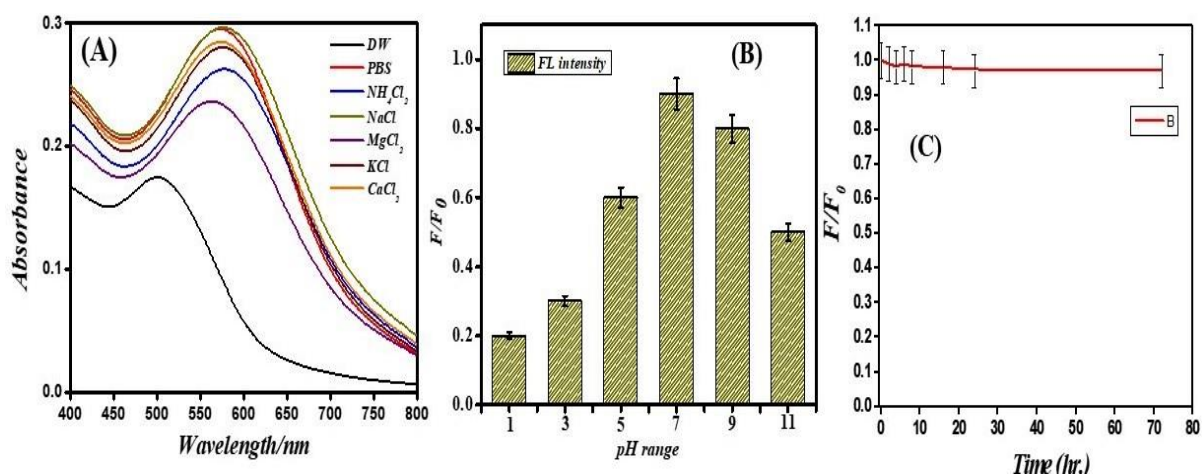 (A)
DW
PBS
NH₄Cl₂
NaCl
MgCl₂
KCl
CaCl₂
0.3
0.2
0.1
0.0
Absorbance
400 450 500 550 600 650 700 750 800
Wavelength/nm
(B)
FL intensity
1.0
0.8
0.6
0.4
0.2
0.0
F/F₀
1 3 5 7 9 11
pH range
(C)
B
1.1
1.0
0.9
0.8
0.7
0.6
0.5
0.4
0.3
0.2
0.1
0.0
F/F₀
0 10 20 30 40 50 60 70 80
Time (hr.)